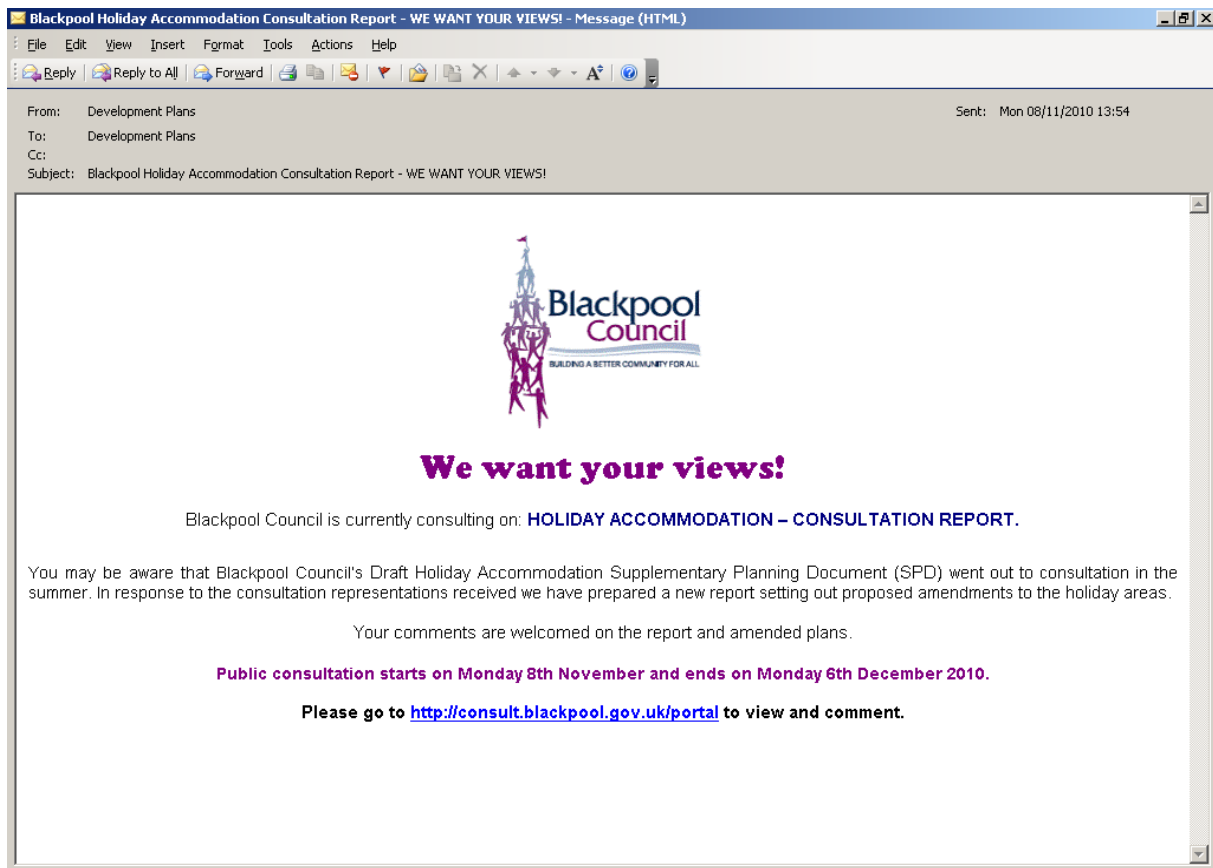 Blackpool Holiday Accommodation Consultation Report - WE WANT YOUR VIEWS! - Message (HTML)
File Edit View Insert Format Tools Actions Help
Reply Reply to All Forward
From: Development Plans Sent: Mon 08/11/2010 13:54
To: Development Plans
Cc:
Subject: Blackpool Holiday Accommodation Consultation Report - WE WANT YOUR VIEWS!
Blackpool
Council
BUILDING A BETTER COMMUNITY FOR ALL
We want your views!
Blackpool Council is currently consulting on: HOLIDAY ACCOMMODATION – CONSULTATION REPORT.
You may be aware that Blackpool Council's Draft Holiday Accommodation Supplementary Planning Document (SPD) went out to consultation in the
summer. In response to the consultation representations received we have prepared a new report setting out proposed amendments to the holiday areas.
Your comments are welcomed on the report and amended plans.
Public consultation starts on Monday 8th November and ends on Monday 6th December 2010.
Please go to http://consult.blackpool.gov.uk/portal to view and comment.